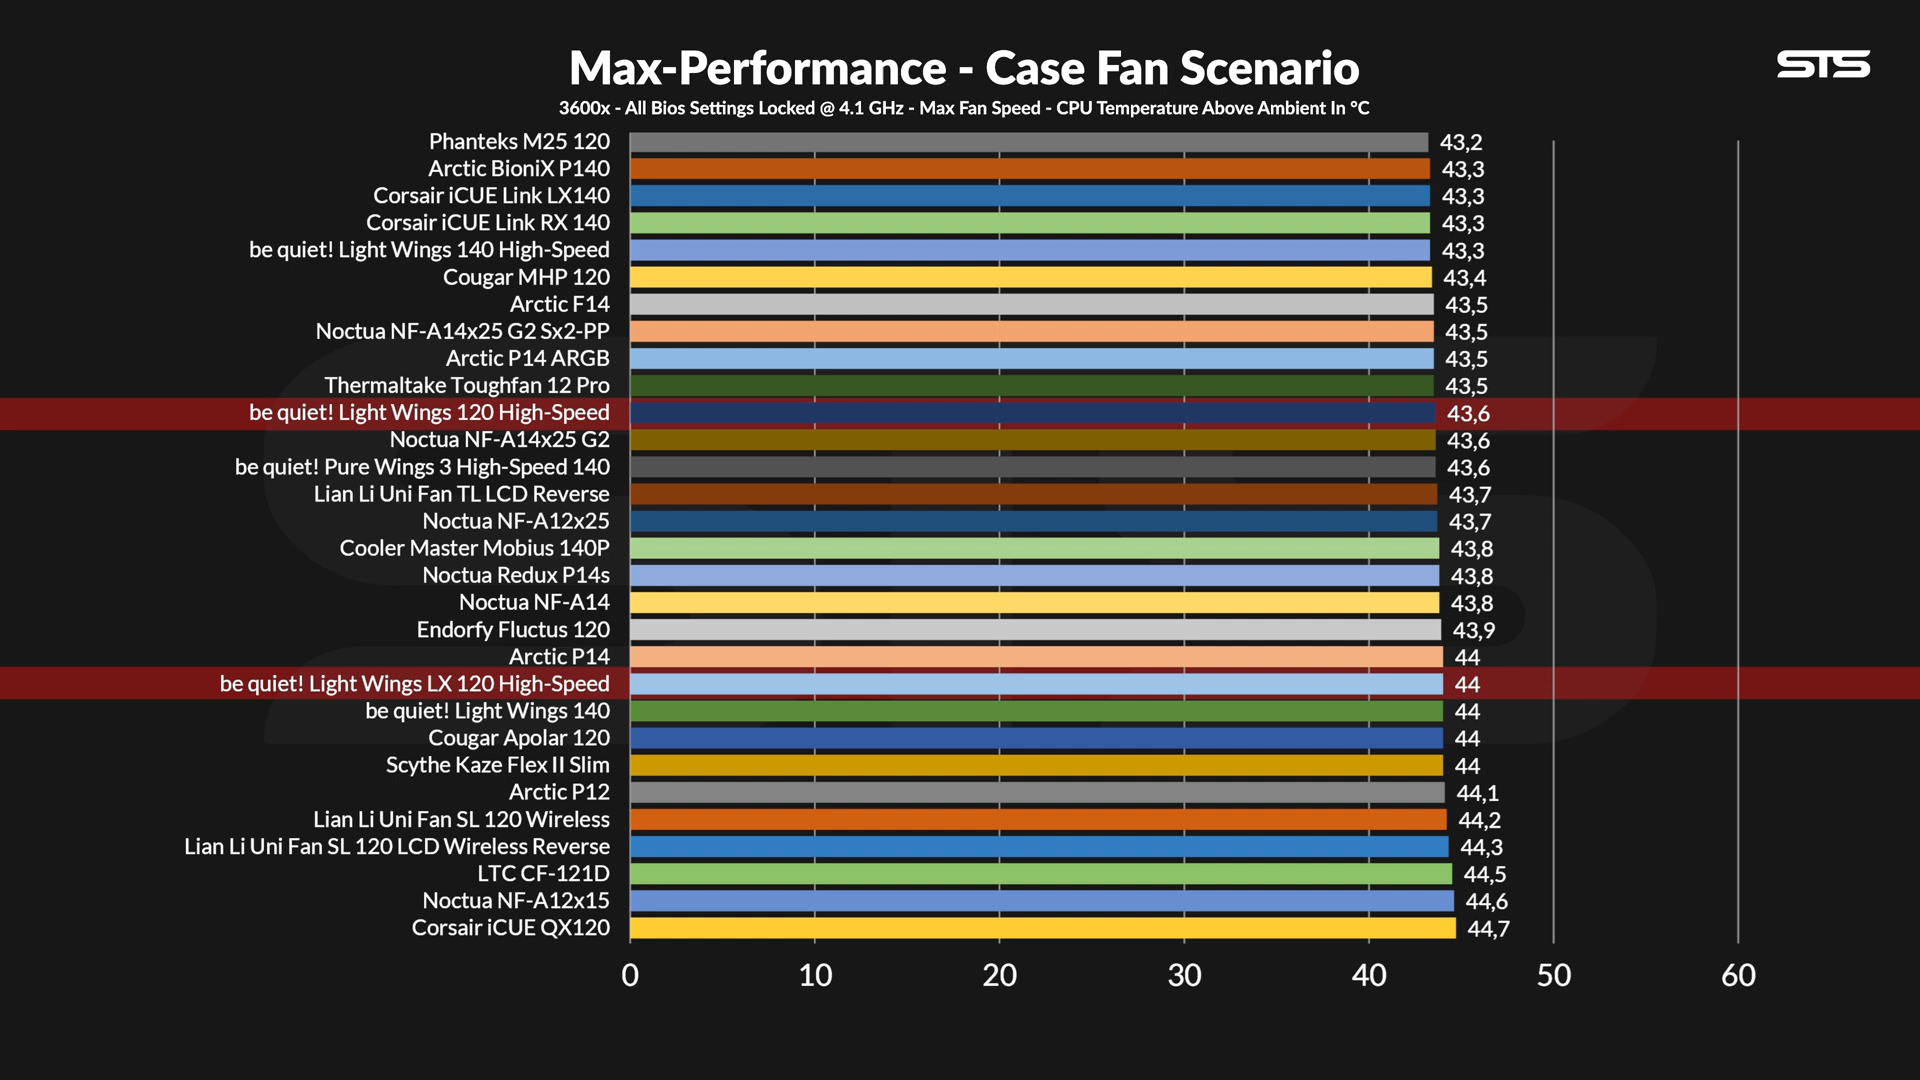 Max-Performance - Case Fan Scenario
STS
3600x - All Bios Settings Locked @ 4.1 GHz - Max Fan Speed - CPU Temperature Above Ambient In °C
Phanteks M25 120 43,2
Arctic BioniX P140 43,3
Corsair iCUE Link LX140 43,3
Corsair iCUE Link RX 140 43,3
be quiet! Light Wings 140 High-Speed 43,3
Cougar MHP 120 43,4
Arctic F14 43,5
Noctua NF-A14x25 G2 Sx2-PP 43,5
Arctic P14 ARGB 43,5
Thermaltake Toughfan 12 Pro 43,5
be quiet! Light Wings 120 High-Speed 43,6
Noctua NF-A14x25 G2 43,6
be quiet! Pure Wings 3 High-Speed 140 43,6
Lian Li Uni Fan TL LCD Reverse 43,7
Noctua NF-A12x25 43,7
Cooler Master Mobius 140P 43,8
Noctua Redux P14s 43,8
Noctua NF-A14 43,8
Endorfy Fluctus 120 43,9
Arctic P14 44
be quiet! Light Wings LX 120 High-Speed 44
be quiet! Light Wings 140 44
Cougar Apolar 120 44
Scythe Kaze Flex II Slim 44
Arctic P12 44,1
Lian Li Uni Fan SL 120 Wireless 44,2
Lian Li Uni Fan SL 120 LCD Wireless Reverse 44,3
LTC CF-121D 44,5
Noctua NF-A12x15 44,6
Corsair iCUE QX120 44,7
0 10 20 30 40 50 60